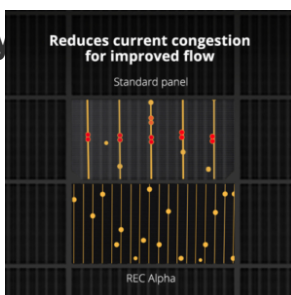 Reduces current congestion
for improved flow
Standard panel
REC Alpha